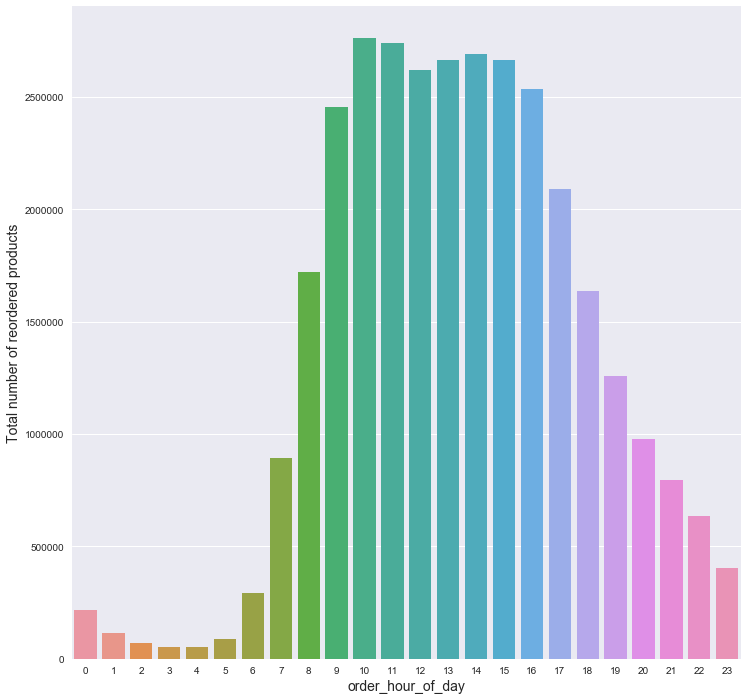 Total number of reordered products
2500000
2000000
1500000
1000000
500000
0
0 1 2 3 4 5 6 7 8 9 10 11 12 13 14 15 16 17 18 19 20 21 22 23
order_hour_of_day